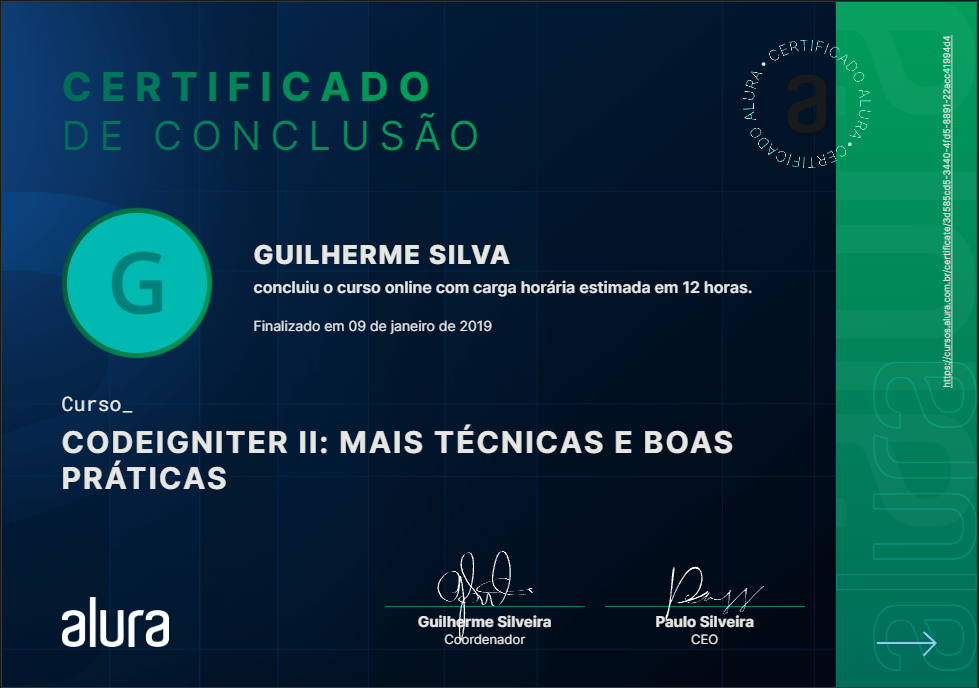 CERTIFICADO
DE CONCLUSÃO
• CERTIFICADO ALURA • CERTIFICADO ALURA
a
https://cursos.alura.com.br/certificate/3d585cd5-3440-4fd5-8891-22acc41994d4
G
GUILHERME SILVA
concluiu o curso online com carga horária estimada em 12 horas.
Finalizado em 09 de janeiro de 2019
Curso_
CODEIGNITER II: MAIS TÉCNICAS E BOAS
PRÁTICAS
alura
Guilherme Silveira
Coordenador
Paulo Silveira
CEO
alura